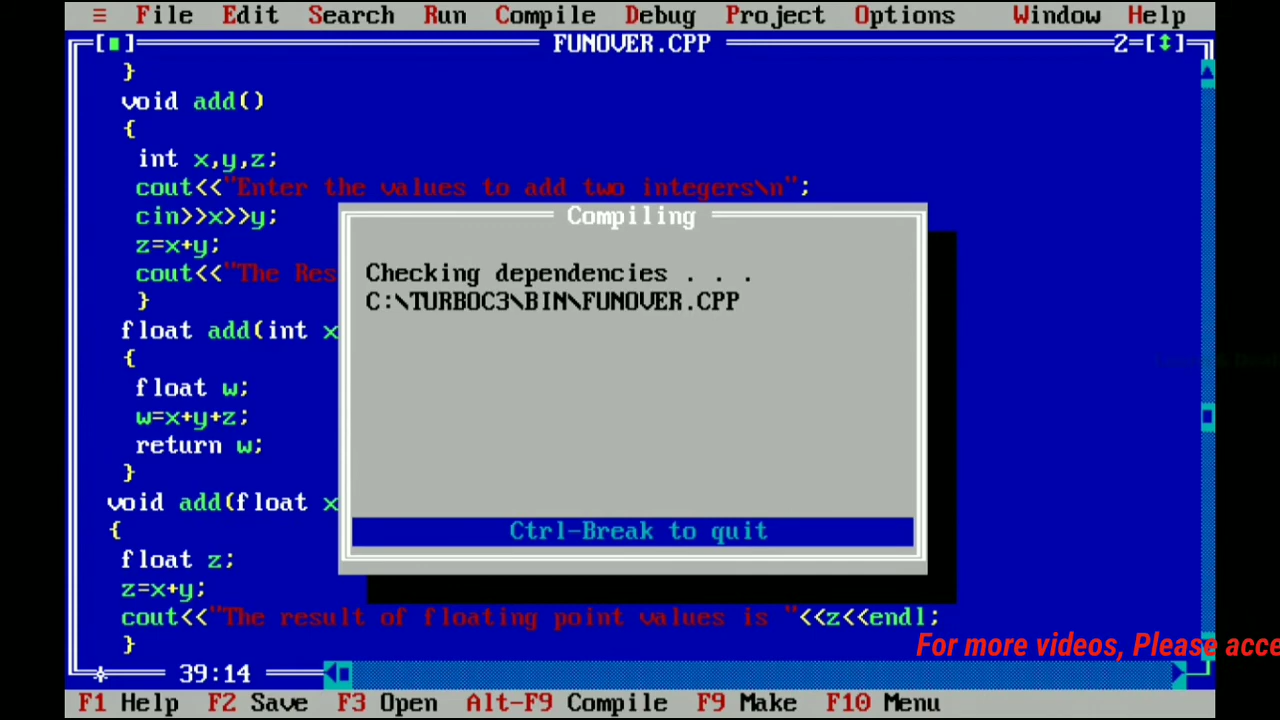 ≡ File Edit Search Run Compile Debug Project Options Window Help
[■] FUNOVER.CPP 2=[↕]
}
void add()
{
int x,y,z;
cout<<"Enter the values to add two integers\n";
cin>>x>>y;
z=x+y;
cout<<"The Res
}
float add(int x
{
float w;
w=x+y+z;
return w;
}
void add(float x
{
float z;
z=x+y;
cout<<"The result of floating point values is "<<z<<endl;
}
Compiling
Checking dependencies . . .
C:\TURBOC3\BIN\FUNOVER.CPP
Ctrl-Break to quit
For more videos, Please acce
39:14
F1 Help F2 Save F3 Open Alt-F9 Compile F9 Make F10 Menu